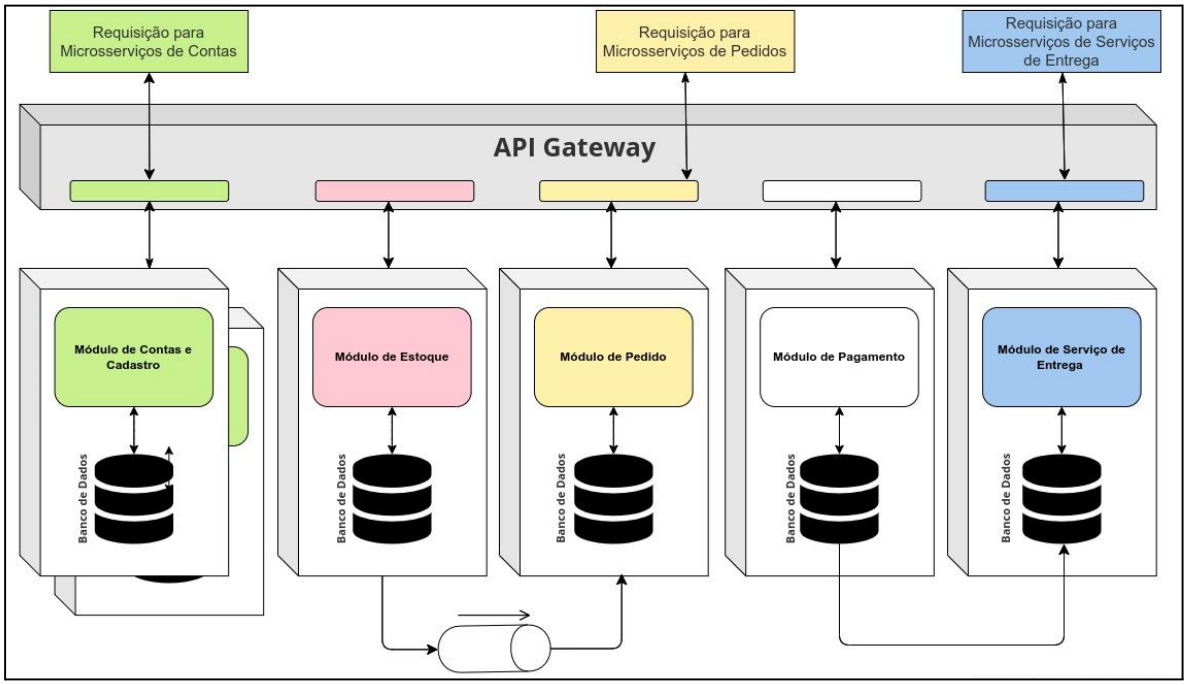 Requisição para
Microsserviços de Contas
Requisição para
Microsserviços de Pedidos
Requisição para
Microsserviços de Serviços
de Entrega
API Gateway
Módulo de Contas e
Cadastro
Módulo de Estoque
Módulo de Pedido
Módulo de Pagamento
Módulo de Serviço de
Entrega
Banco de Dados
Banco de Dados
Banco de Dados
Banco de Dados
Banco de Dados